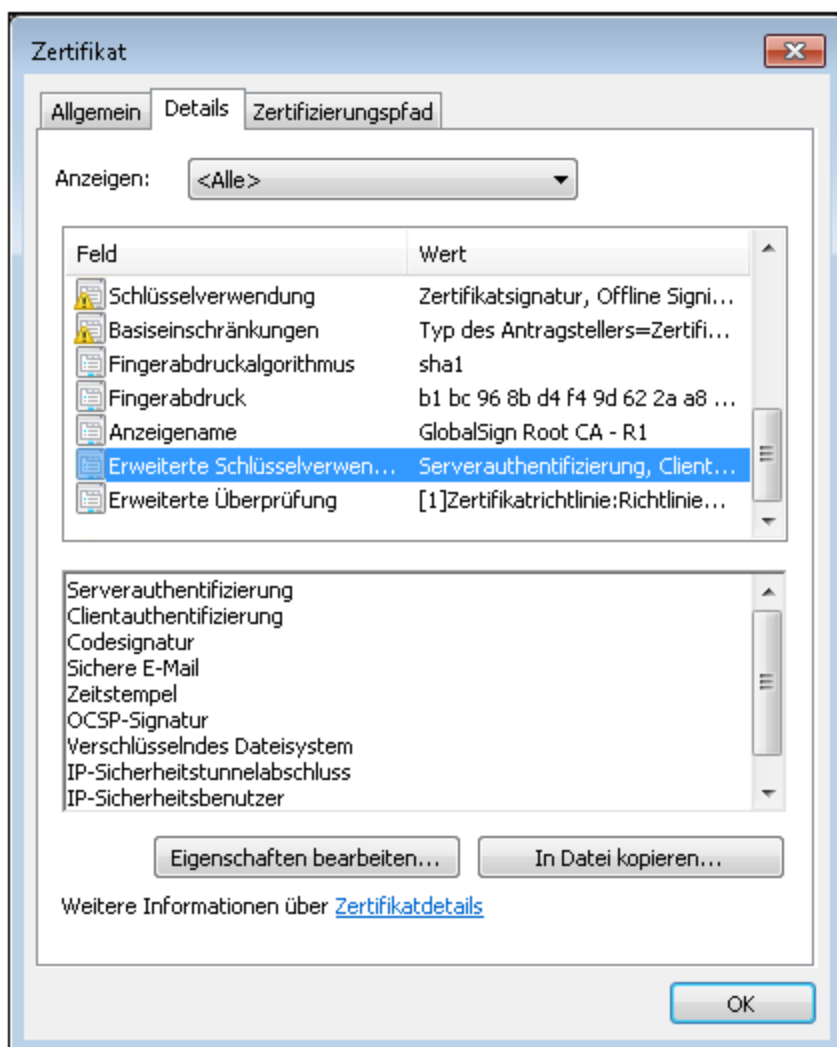 Zertifikat
Allgemein Details Zertifizierungspfad
Anzeigen: <Alle>
Feld Wert
Schlüsselverwendung Zertifikatsignatur, Offline Signi...
Basiseinschränkungen Typ des Antragstellers=Zertifi...
Fingerabdruckalgorithmus sha1
Fingerabdruck b1 bc 96 8b d4 f4 9d 62 2a a8 ...
Anzeigename GlobalSign Root CA - R1
Erweiterte Schlüsselverwen... Serverauthentifizierung, Client...
Erweiterte Überprüfung [1]Zertifikatrichtlinie:Richtlinie...
Serverauthentifizierung
Clientauthentifizierung
Codesignatur
Sichere E-Mail
Zeitstempel
OCSP-Signatur
Verschlüsselndes Dateisystem
IP-Sicherheitstunnelabschluss
IP-Sicherheitsbenutzer
Eigenschaften bearbeiten... In Datei kopieren...
Weitere Informationen über Zertifikatdetails
OK